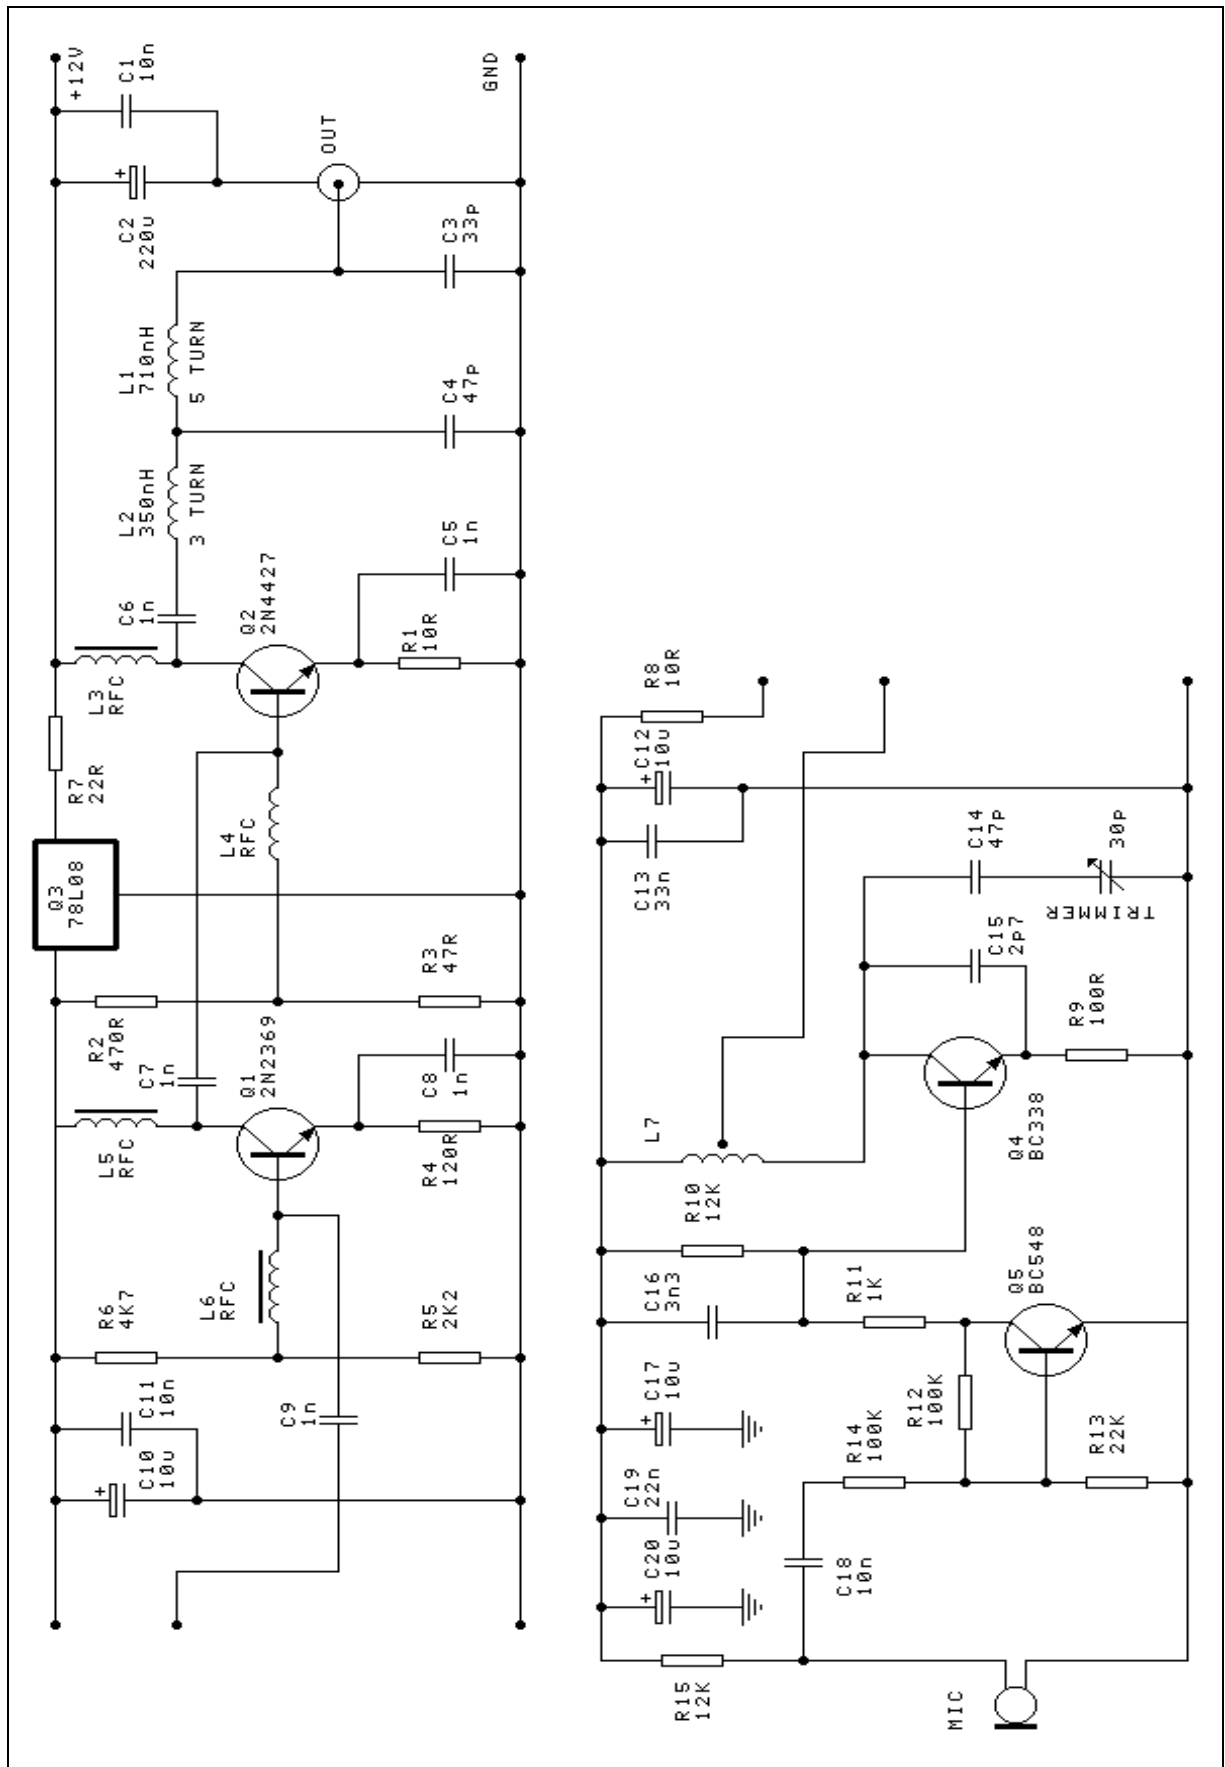 +12V
C1
10n
GND
C2
220u
OUT
C3
33P
L1
710nH
5 TURN
C4
47P
L2
350nH
3 TURN
C5
1n
C6
1n
Q2
2N4427
R1
10R
L3
RFC
R7
22R
L4
RFC
Q3
78L08
R3
47R
R2
470R
C7
1n
Q1
2N2369
C8
1n
L5
RFC
R4
120R
R6
4K7
L6
RFC
R5
2K2
C11
10n
C10
10u
C9
1n
R8
10R
C12
10u
+
C13
33n
C14
47P
30P
TRIMMER
C15
2P7
R9
100R
L7
Q4
BC338
R10
12K
C16
3n3
R11
1K
Q5
BC548
C17
10u
+
R12
100K
R14
100K
R13
22K
C19
22n
C20
10u
+
C18
10n
R15
12K
MIC
+
+